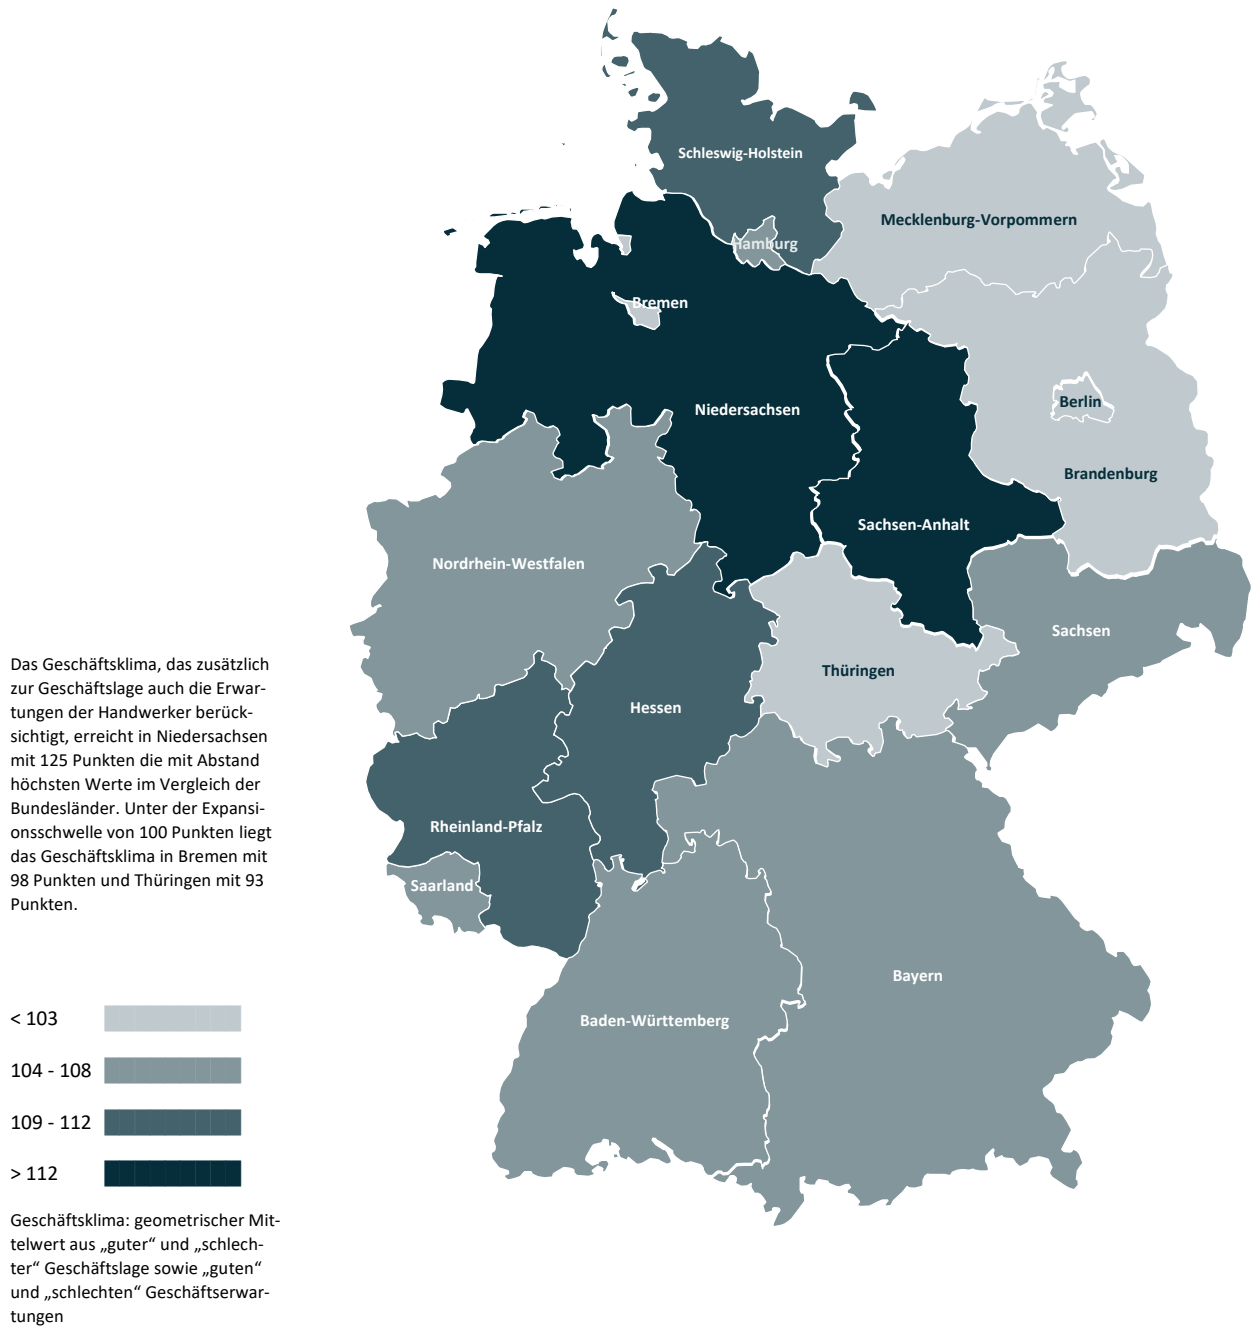 Schleswig-Holstein
Mecklenburg-Vorpommern
Hamburg
Bremen
Niedersachsen
Berlin
Brandenburg
Sachsen-Anhalt
Nordrhein-Westfalen
Sachsen
Thüringen
Hessen
Rheinland-Pfalz
Saarland
Bayern
Baden-Württemberg
Das Geschäftsklima, das zusätzlich
zur Geschäftslage auch die Erwar-
tungen der Handwerker berück-
sichtigt, erreicht in Niedersachsen
mit 125 Punkten die mit Abstand
höchsten Werte im Vergleich der
Bundesländer. Unter der Expansi-
onsschwelle von 100 Punkten liegt
das Geschäftsklima in Bremen mit
98 Punkten und Thüringen mit 93
Punkten.
< 103
104 - 108
109 - 112
> 112
Geschäftsklima: geometrischer Mit-
telwert aus „guter“ und „schlech-
ter“ Geschäftslage sowie „guten“
und „schlechten“ Geschäftserwar-
tungen